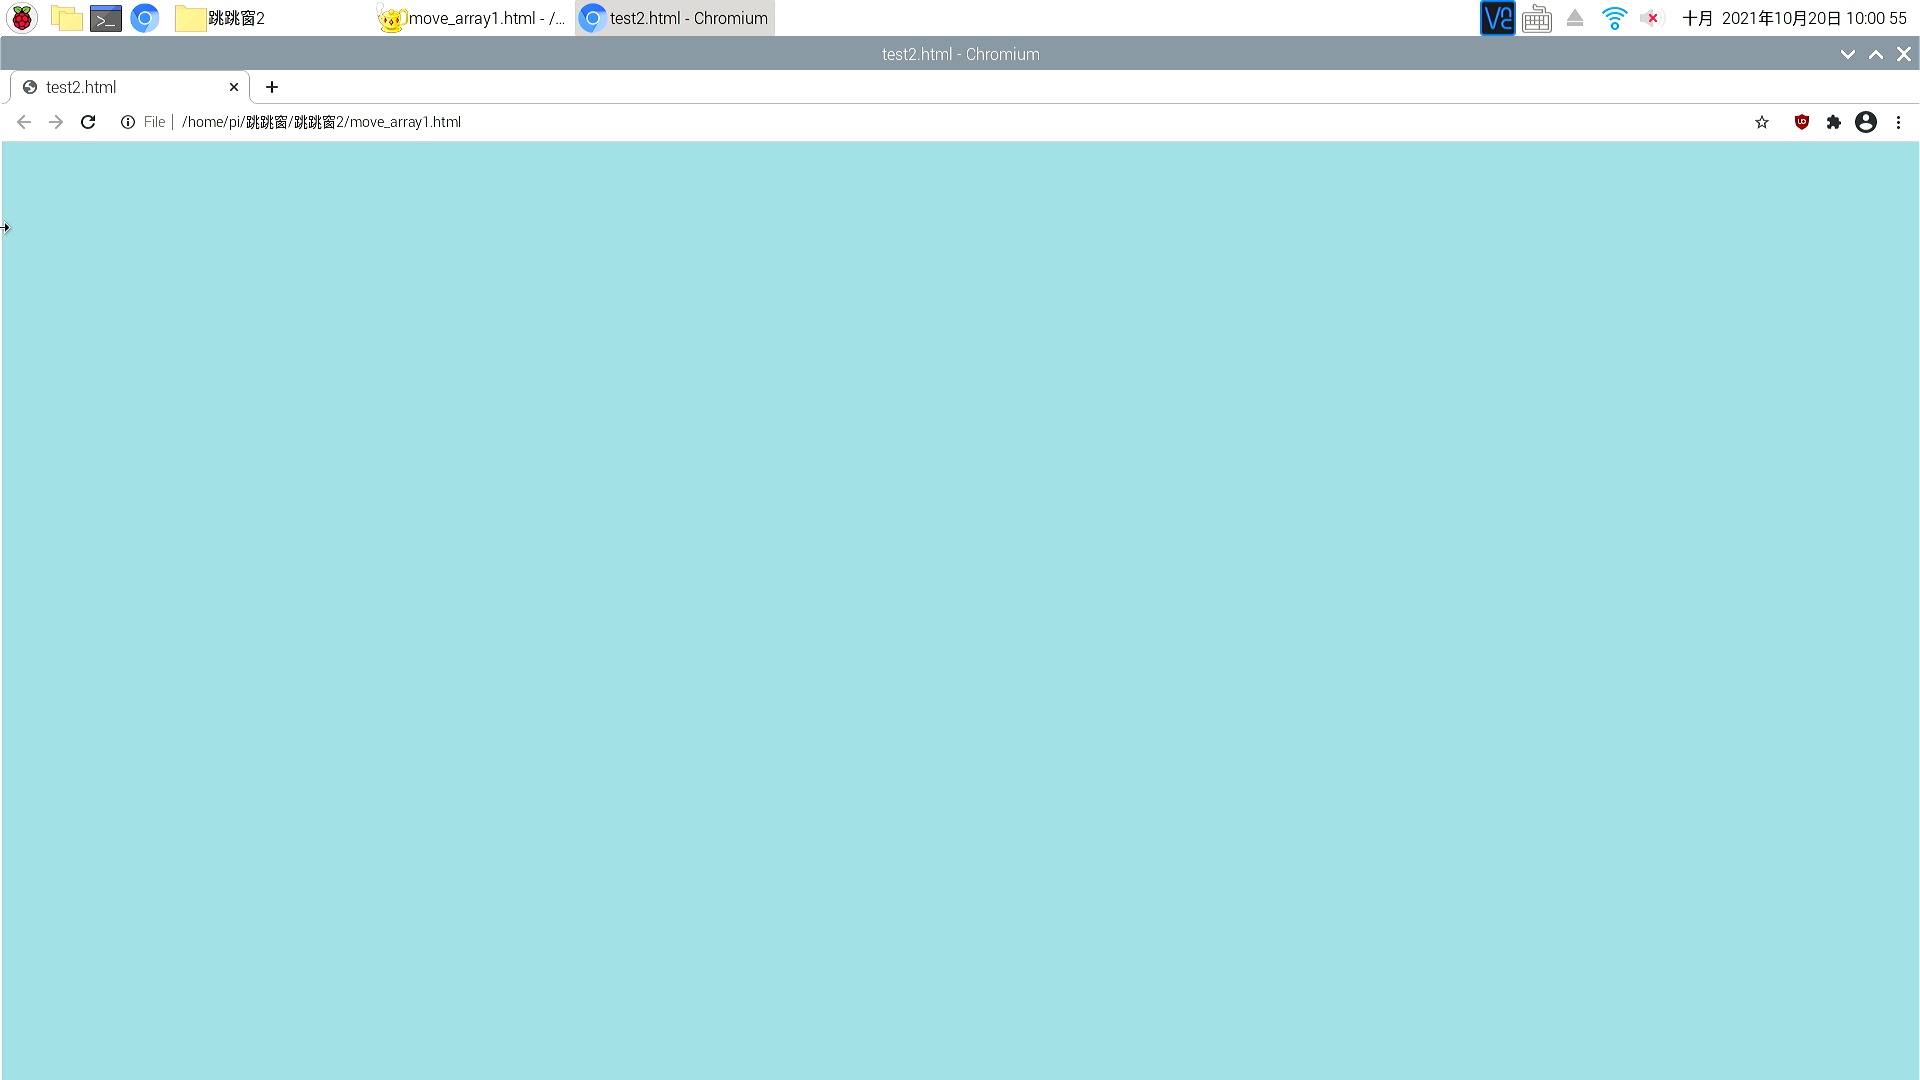 跳跳窗2 move_array1.html - /... test2.html - Chromium 十月 2021年10月20日 10:00 55
test2.html - Chromium
test2.html
File /home/pi/跳跳窗/跳跳窗2/move_array1.html